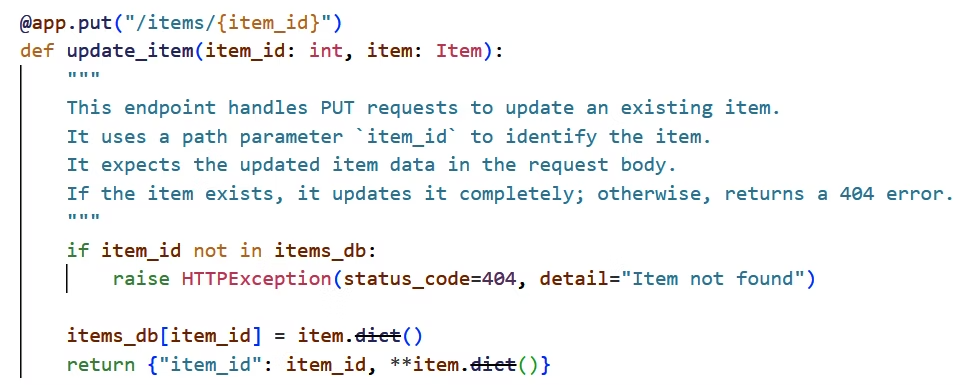 @app.put("/items/{item_id}")
def update_item(item_id: int, item: Item):
    """
    This endpoint handles PUT requests to update an existing item.
    It uses a path parameter `item_id` to identify the item.
    It expects the updated item data in the request body.
    If the item exists, it updates it completely; otherwise, returns a 404 error.
    """
    if item_id not in items_db:
        raise HTTPException(status_code=404, detail="Item not found")

    items_db[item_id] = item.dict()
    return {"item_id": item_id, **item.dict()}